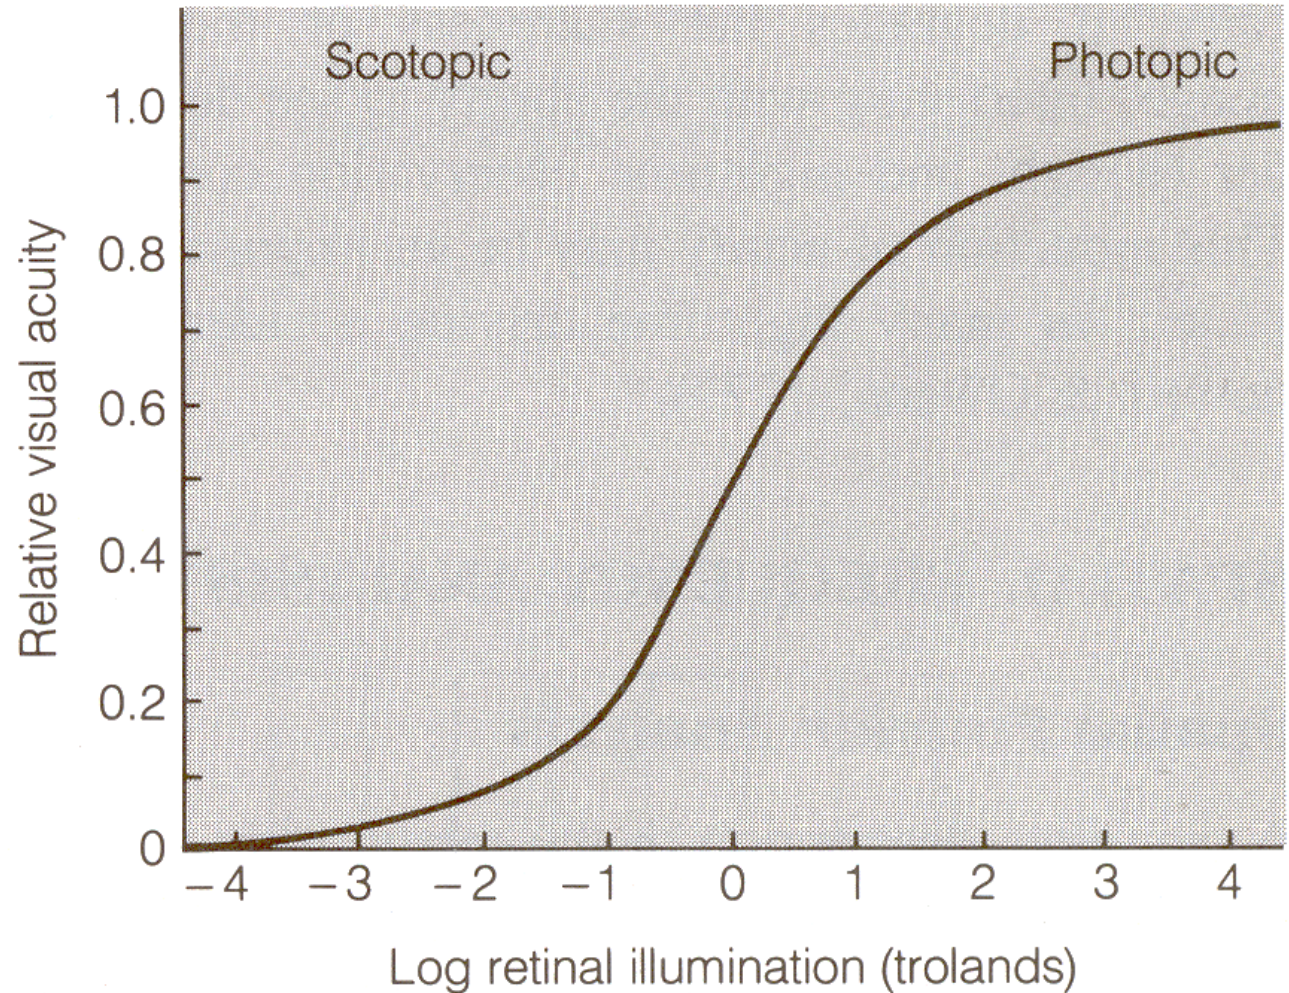 Scotopic
Photopic
1.0
0.8
0.6
0.4
0.2
0
Relative visual acuity
−4 −3 −2 −1 0 1 2 3 4
Log retinal illumination (trolands)